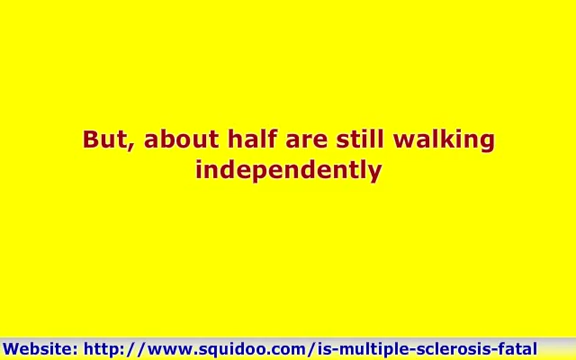 But, about half are still walking
independently
Website: http://www.squidoo.com/is-multiple-sclerosis-fatal